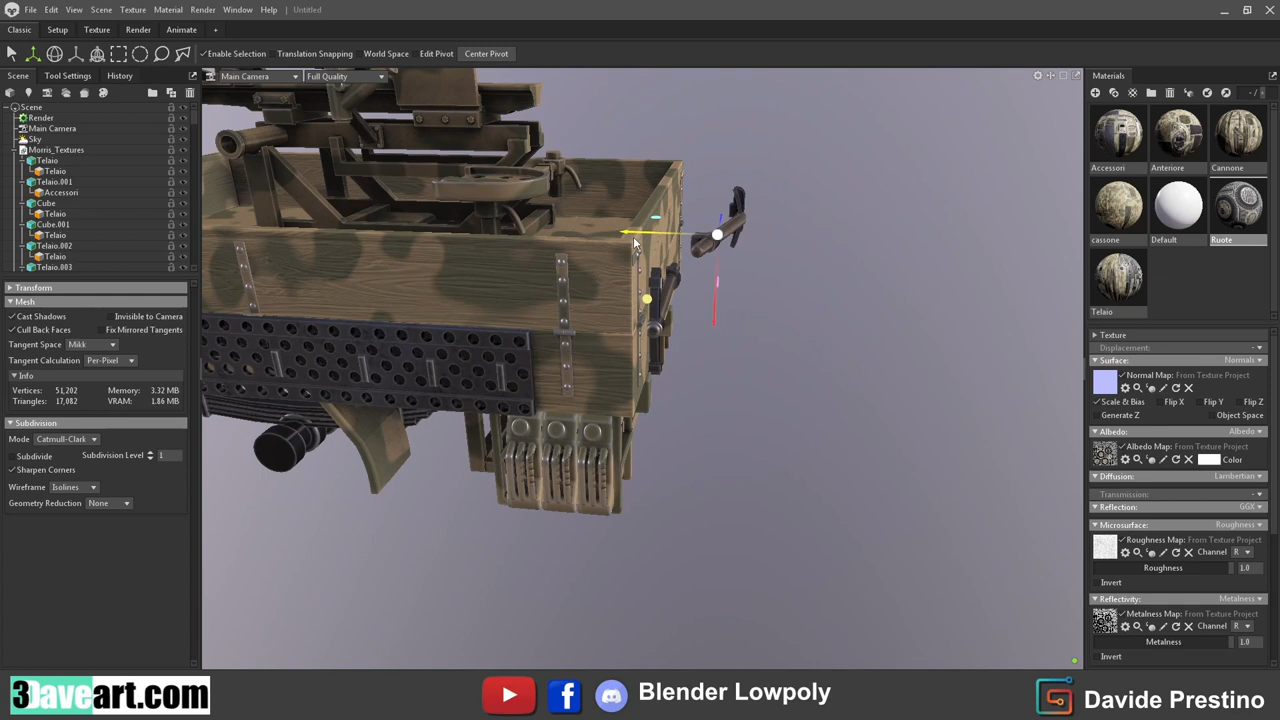 File Edit View Scene Texture Material Render Window Help Untitled
Classic Setup Texture Render Animate +
Enable Selection Translation Snapping World Space Edit Pivot Center Pivot
Scene Tool Settings History
Main Camera Full Quality
Materials
Scene
Render
Main Camera
Sky
Morris_Textures
Telaio
Telaio
Telaio.001
Accessori
Cube
Telaio
Cube.001
Telaio
Telaio.002
Telaio
Telaio.003
Transform
Mesh
Cast Shadows Invisible to Camera
Cull Back Faces Fix Mirrored Tangents
Tangent Space Mikk
Tangent Calculation Per-Pixel
Info
Vertices: 51,202 Memory: 3.32 MB
Triangles: 17,082 VRAM: 1.86 MB
Subdivision
Mode Catmull-Clark
Subdivide Subdivision Level 1
Sharpen Corners
Wireframe Isolines
Geometry Reduction None
Accessori Anteriore Cannone
cassone Default Ruote
Telaio
Texture
Displacement:
Surface: Normals
Normal Map: From Texture Project
Scale & Bias Flip X Flip Y Flip Z
Generate Z Object Space
Albedo: Albedo
Albedo Map: From Texture Project
Color
Diffusion: Lambertian
Transmission:
Reflection: GGX
Microsurface: Roughness
Roughness Map: From Texture Project
Channel R
Roughness 1.0
Invert
Reflectivity: Metalness
Metalness Map: From Texture Project
Channel R
Metalness 1.0
Invert
3Daveart.com
Blender Lowpoly
Davide Prestino